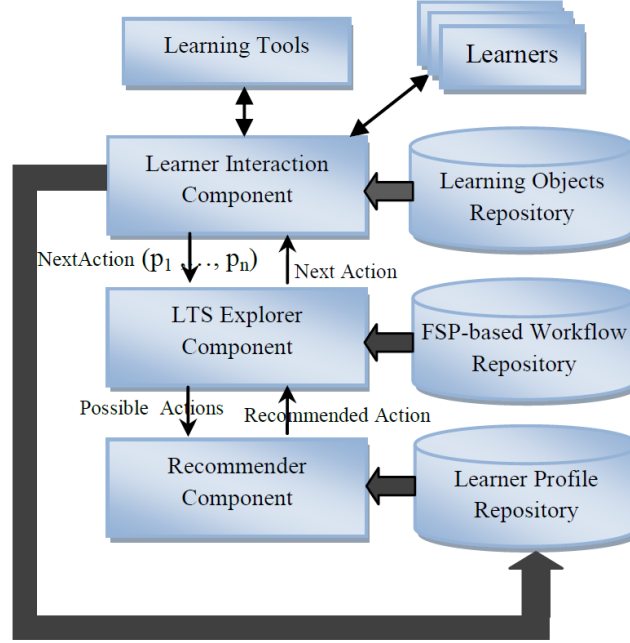 Learning Tools
Learners
Learner Interaction
Component
Learning Objects
Repository
NextAction (p1 ,…, pn)
Next Action
LTS Explorer
Component
FSP-based Workflow
Repository
Possible Actions
Recommended Action
Recommender
Component
Learner Profile
Repository